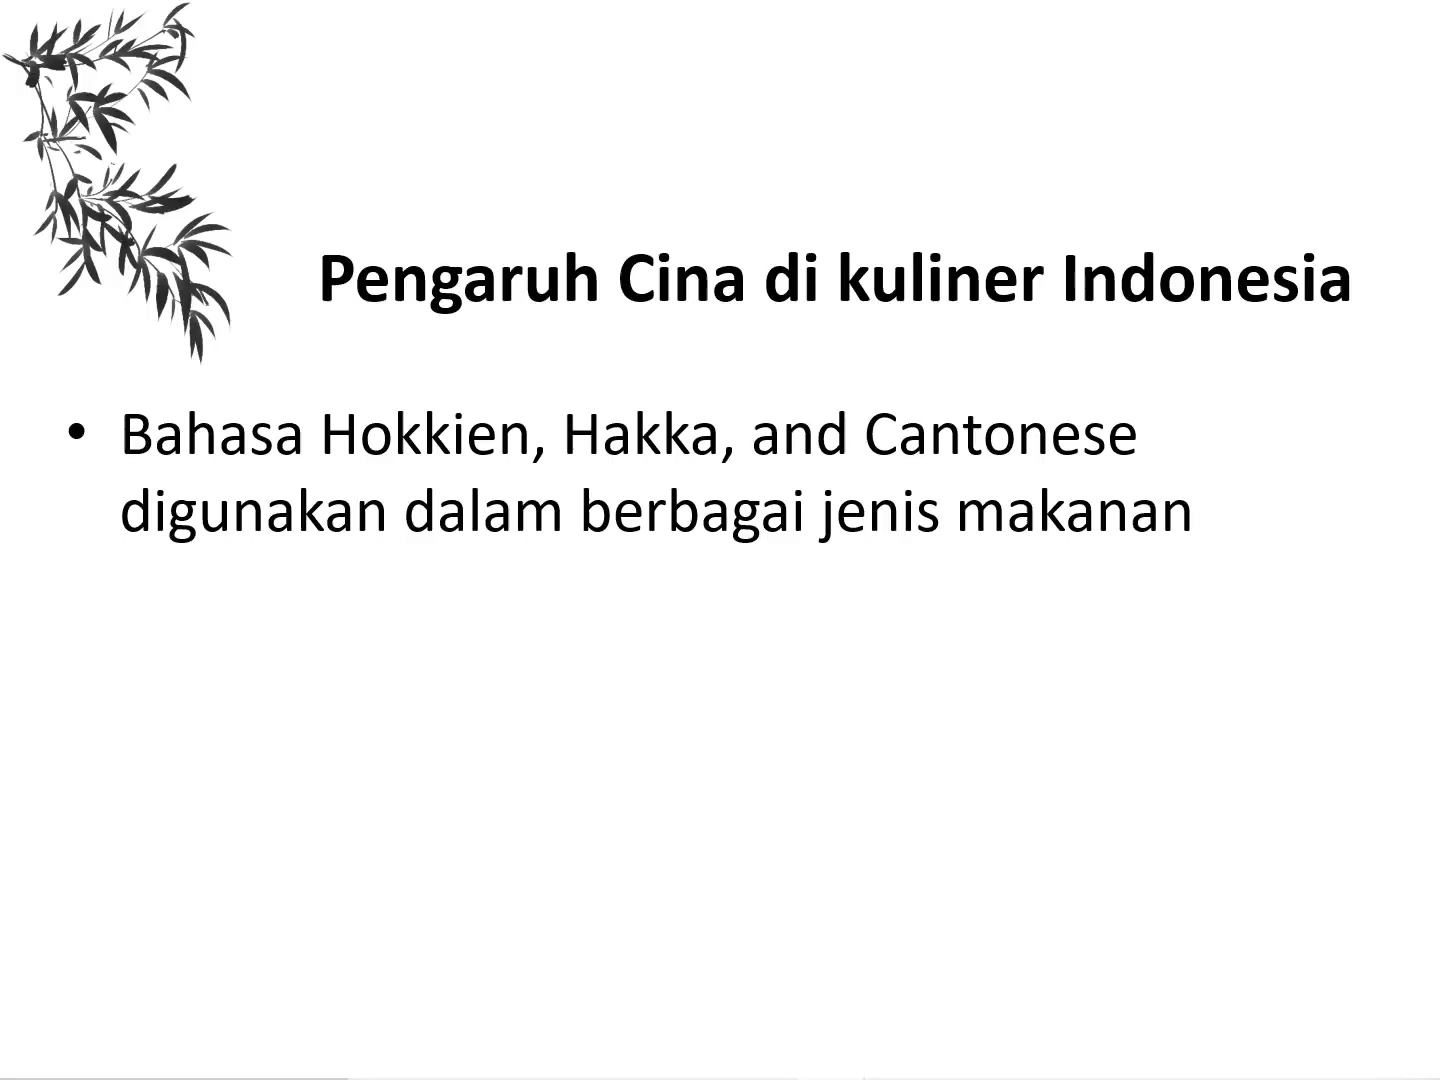 Pengaruh Cina di kuliner Indonesia
• Bahasa Hokkien, Hakka, and Cantonese
digunakan dalam berbagai jenis makanan